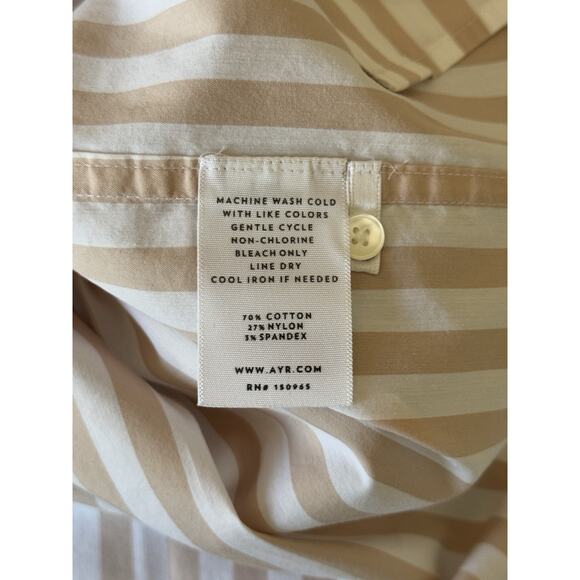 MACHINE WASH COLD
WITH LIKE COLORS
GENTLE CYCLE
NON-CHLORINE
BLEACH ONLY
LINE DRY
COOL IRON IF NEEDED
70% COTTON
27% NYLON
3% SPANDEX
WWW.AYR.COM
RN# 150965